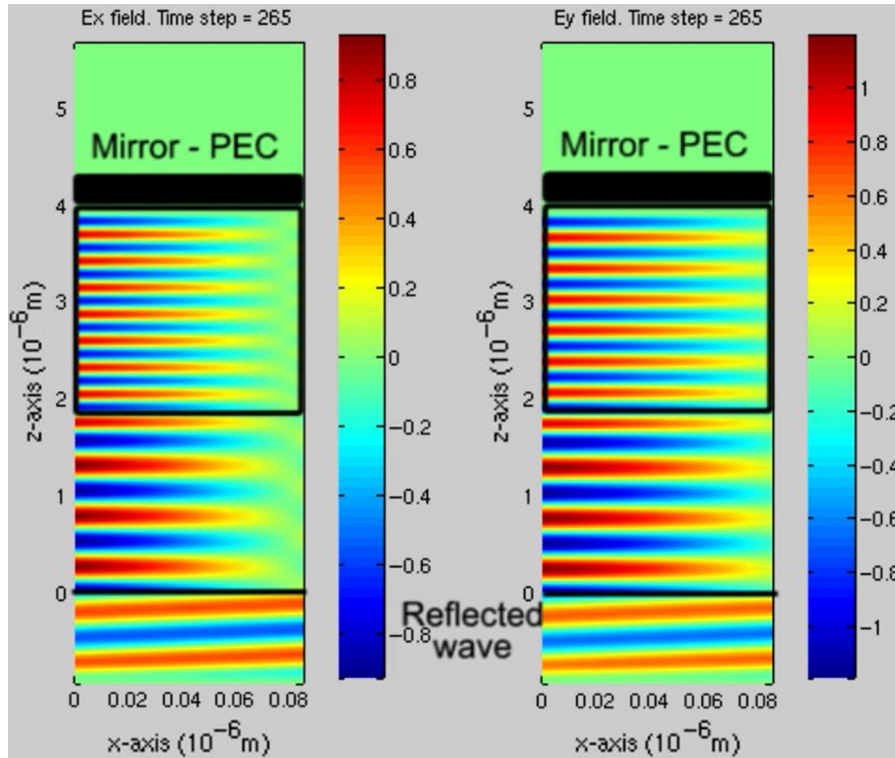 Ex field. Time step = 265
Mirror - PEC
5
4
3
2
1
0
z-axis (10^-6 m)
0 0.02 0.04 0.06 0.08
x-axis (10^-6 m)
0.8
0.6
0.4
0.2
0
-0.2
-0.4
-0.6
-0.8
Reflected
wave
Ey field. Time step = 265
Mirror - PEC
5
4
3
2
1
0
z-axis (10^-6 m)
0 0.02 0.04 0.06 0.08
x-axis (10^-6 m)
1
0.8
0.6
0.4
0.2
0
-0.2
-0.4
-0.6
-0.8
-1